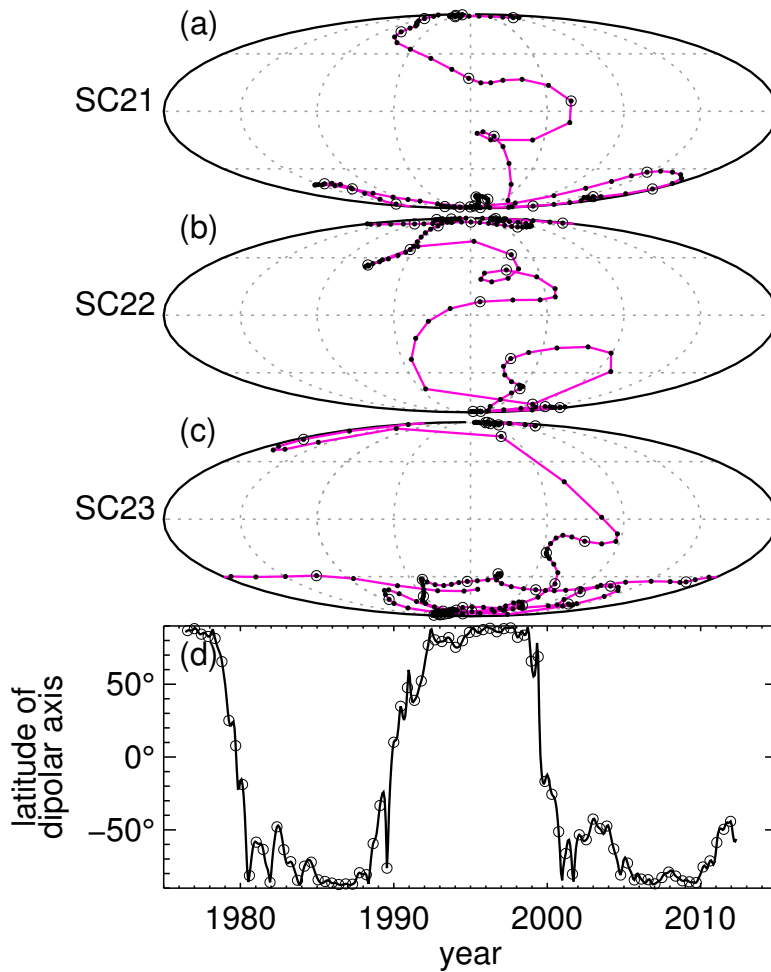 (a)
SC21
(b)
SC22
(c)
SC23
(d)
50°
0°
−50°
latitude of
dipolar axis
1980 1990 2000 2010
year